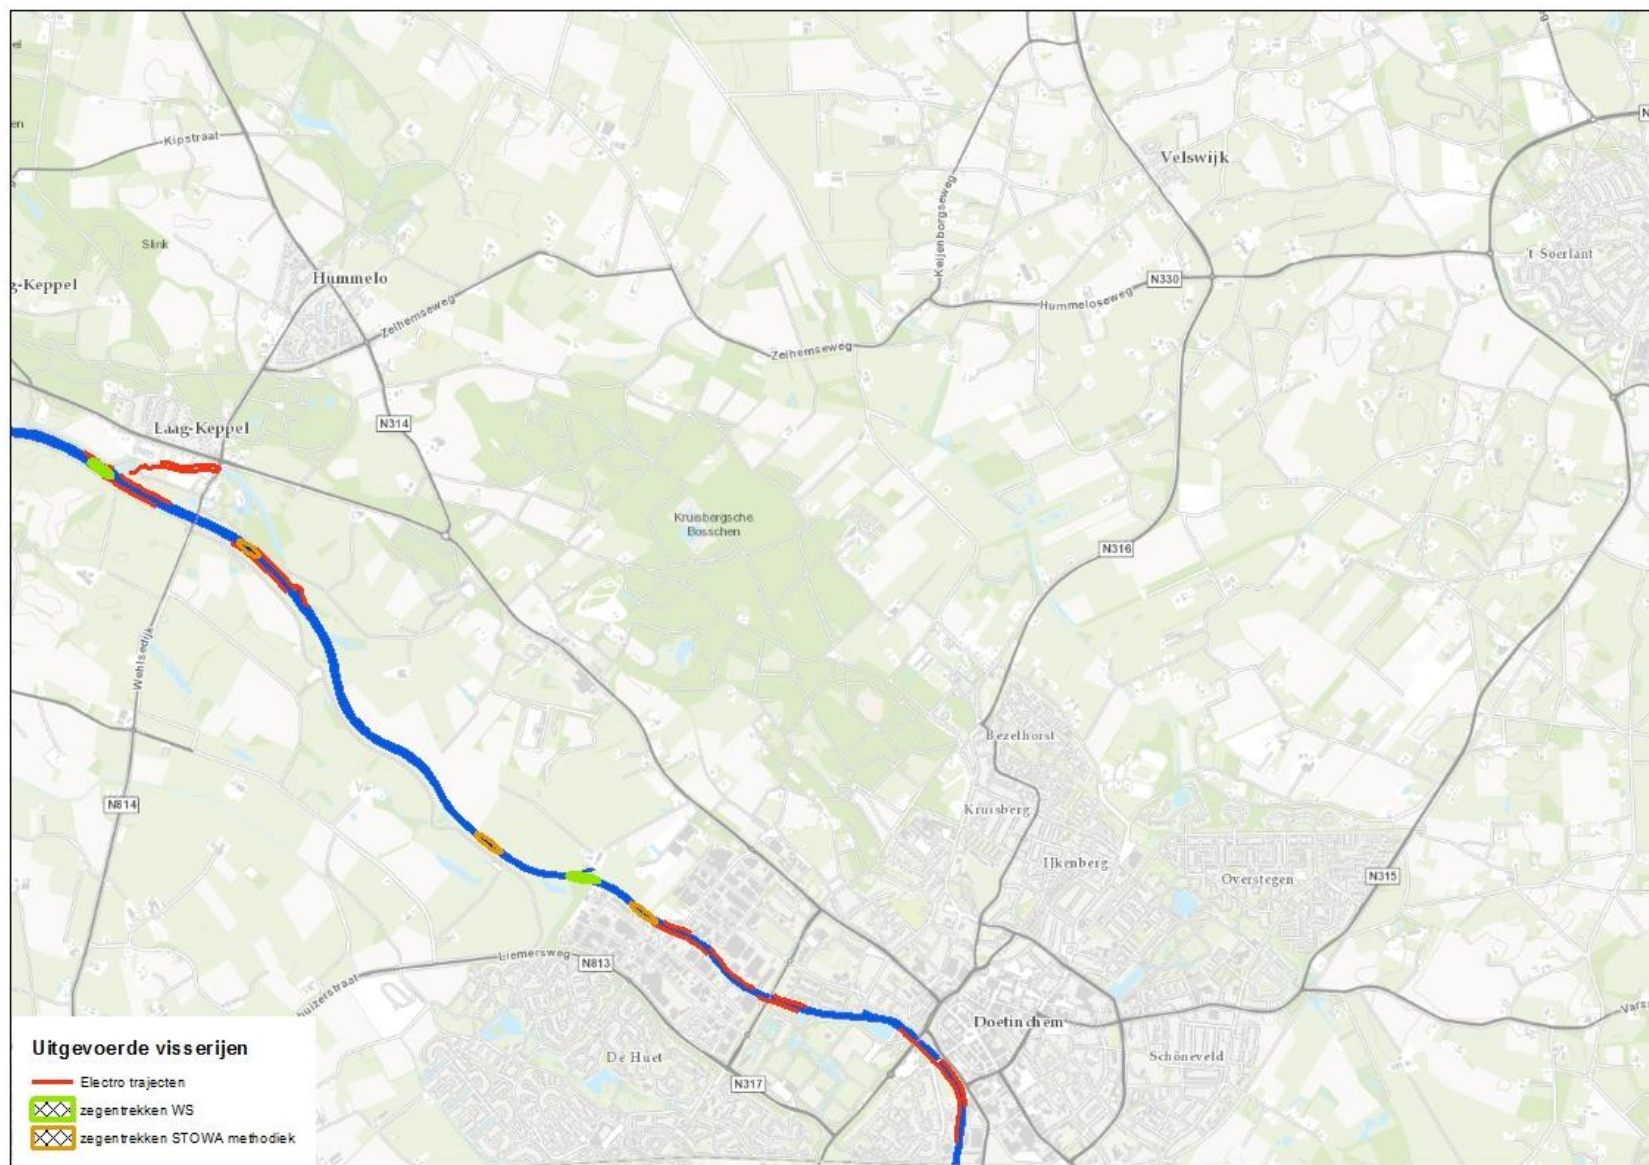 Kipstraat
Velswijk
Slink
Hummelo
g-Keppel
Zelhemseweg
Keijenborgseweg
N330
Hummeloseweg
't Soerlant
Zelhemseweg
Laag-Keppel
N314
Kruisbergsche
Bosschen
N316
Wehlsedijk
Bezelhorst
N814
Kruisberg
IJkenberg
Overstegen
N315
Liemersweg
N813
huizerstraat
Doetinchem
Vars
De Huet
Schöneveld
N317
Uitgevoerde visserijen
Electro trajecten
zegentrekken WS
zegentrekken STOWA methodiek